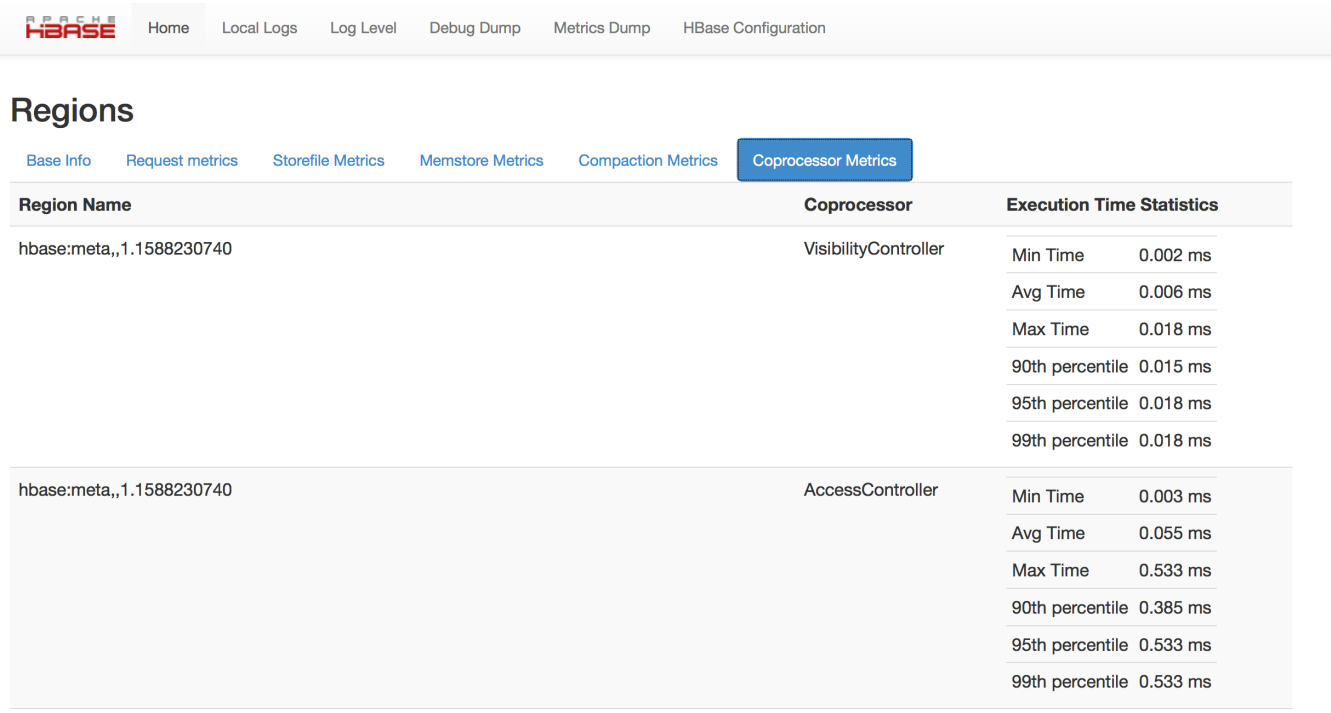 APACHE
HBASE Home Local Logs Log Level Debug Dump Metrics Dump HBase Configuration
Regions
Base Info Request metrics Storefile Metrics Memstore Metrics Compaction Metrics Coprocessor Metrics
Region Name Coprocessor Execution Time Statistics
hbase:meta,,1.1588230740 VisibilityController
Min Time 0.002 ms
Avg Time 0.006 ms
Max Time 0.018 ms
90th percentile 0.015 ms
95th percentile 0.018 ms
99th percentile 0.018 ms
hbase:meta,,1.1588230740 AccessController
Min Time 0.003 ms
Avg Time 0.055 ms
Max Time 0.533 ms
90th percentile 0.385 ms
95th percentile 0.533 ms
99th percentile 0.533 ms